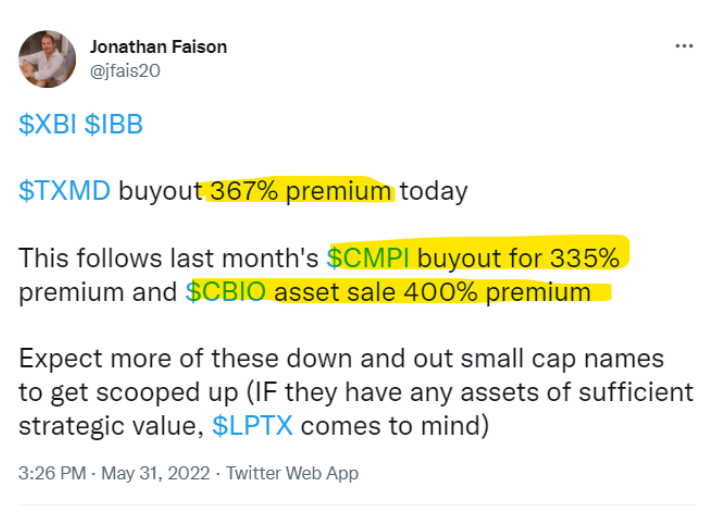 Jonathan Faison
@jfais20
$XBI $IBB
$TXMD buyout 367% premium today
This follows last month's $CMPI buyout for 335%
premium and $CBIO asset sale 400% premium
Expect more of these down and out small cap names
to get scooped up (IF they have any assets of sufficient
strategic value, $LPTX comes to mind)
3:26 PM · May 31, 2022 · Twitter Web App